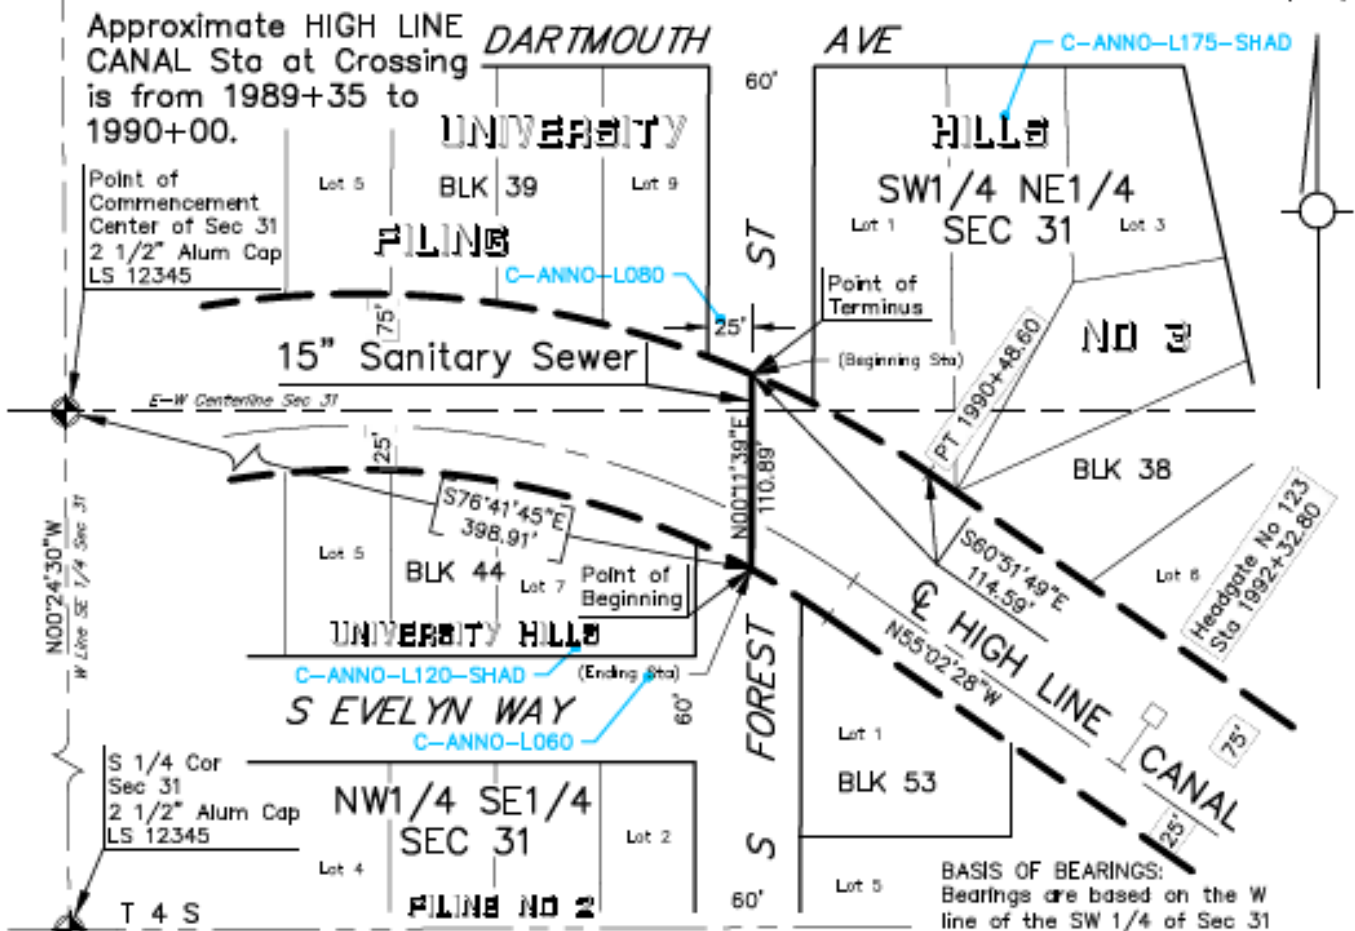 Approximate HIGH LINE
CANAL Sta at Crossing
is from 1989+35 to
1990+00.
DARTMOUTH AVE
C-ANNO-L175-SHAD
60'
UNIVERSITY
HILLS
Point of
Commencement
Center of Sec 31
2 1/2" Alum Cap
LS 12345
Lot 5
BLK 39
Lot 9
FILING
SW1/4 NE1/4
SEC 31
Lot 1
Lot 3
ST
C-ANNO-L080
Point of
Terminus
75'
25'
15" Sanitary Sewer
(Beginning Sta)
NO 3
PT 1990+48.60
E-W Centerline Sec 31
25'
N00°11'39"E
110.89'
BLK 38
S76°41'45"E
398.91'
N00°24'30"W
W Line SE 1/4 Sec 31
Lot 5
BLK 44
Lot 7
Point of
Beginning
S60°51'49"E
114.59'
Lot 6
Headgate No 123
Sta 1992+32.80
UNIVERSITY HILLS
C-ANNO-L120-SHAD
(Ending Sta)
S EVELYN WAY
60'
C-ANNO-L060
S FOREST
℄ HIGH LINE CANAL
N55°02'28"W
75'
25'
S 1/4 Cor
Sec 31
2 1/2" Alum Cap
LS 12345
NW1/4 SE1/4
SEC 31
Lot 4
Lot 2
FILING NO 2
Lot 1
BLK 53
60'
Lot 5
T 4 S
BASIS OF BEARINGS:
Bearings are based on the W
line of the SW 1/4 of Sec 31